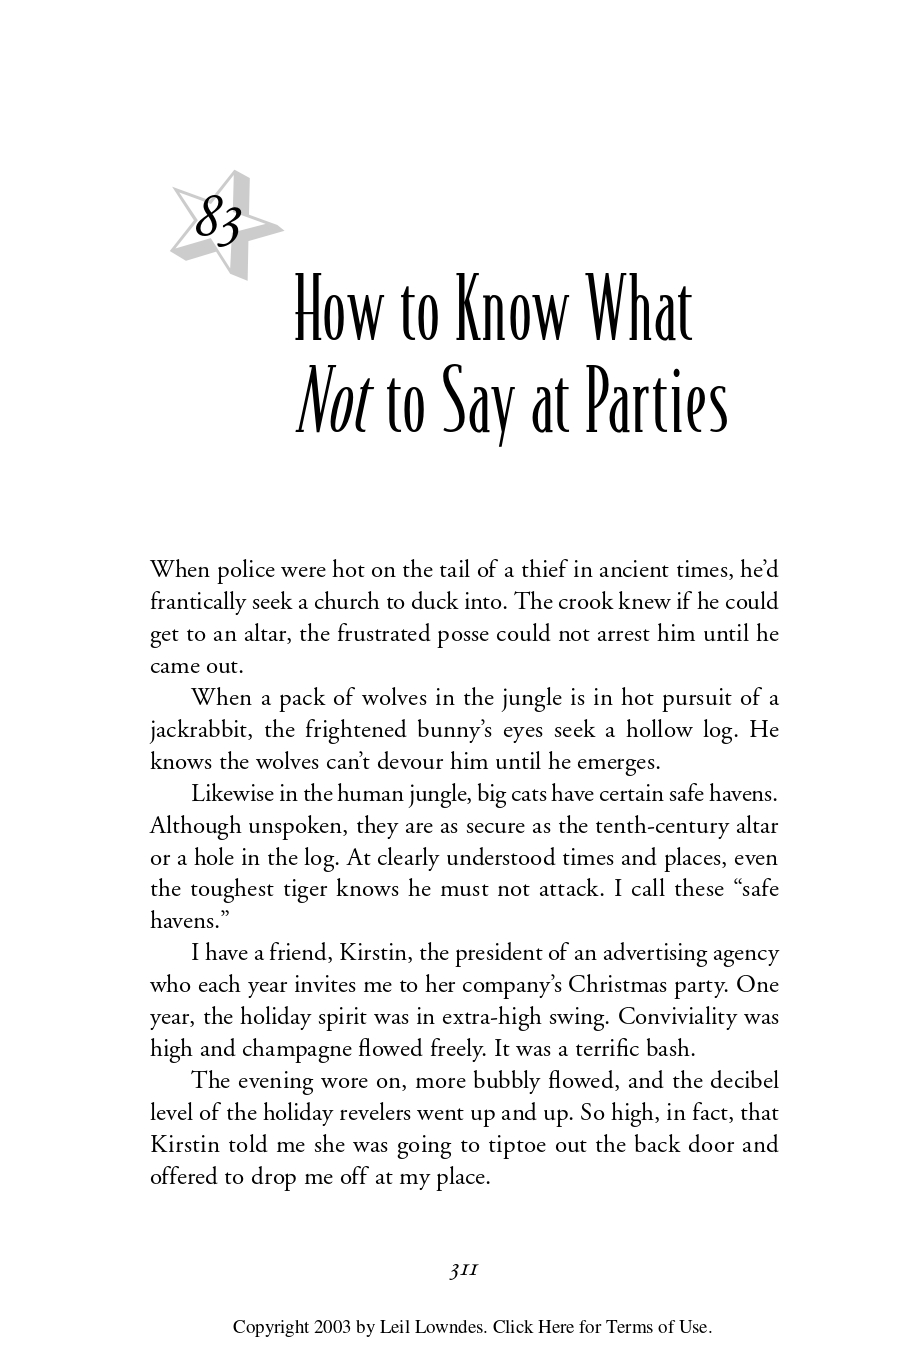 83
How to Know What
Not to Say at Parties
When police were hot on the tail of a thief in ancient times, he’d
frantically seek a church to duck into. The crook knew if he could
get to an altar, the frustrated posse could not arrest him until he
came out.
When a pack of wolves in the jungle is in hot pursuit of a
jackrabbit, the frightened bunny’s eyes seek a hollow log. He
knows the wolves can’t devour him until he emerges.
Likewise in the human jungle, big cats have certain safe havens.
Although unspoken, they are as secure as the tenth-century altar
or a hole in the log. At clearly understood times and places, even
the toughest tiger knows he must not attack. I call these “safe
havens.”
I have a friend, Kirstin, the president of an advertising agency
who each year invites me to her company’s Christmas party. One
year, the holiday spirit was in extra-high swing. Conviviality was
high and champagne flowed freely. It was a terrific bash.
The evening wore on, more bubbly flowed, and the decibel
level of the holiday revelers went up and up. So high, in fact, that
Kirstin told me she was going to tiptoe out the back door and
offered to drop me off at my place.
311
Copyright 2003 by Leil Lowndes. Click Here for Terms of Use.